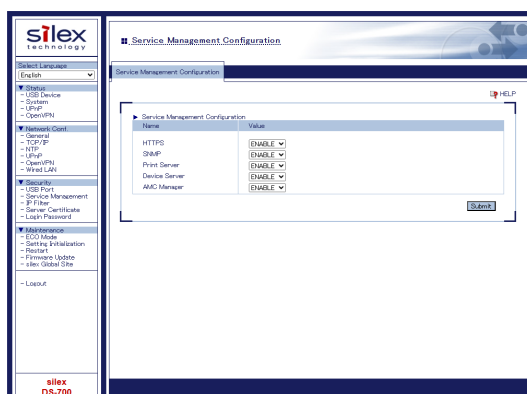 silex
technology
Select Language
English
▼ Status
- USB Device
- System
- UPnP
- OpenVPN
▼ Network Conf.
- General
- TCP/IP
- NTP
- UPnP
- OpenVPN
- Wired LAN
▼ Security
- USB Port
- Service Management
- IP Filter
- Server Certificate
- Login Password
▼ Maintenance
- ECO Mode
- Setting Initialization
- Restart
- Firmware Update
- silex Global Site
- Logout
silex
DS-700
Service Management Configuration
Service Management Configuration
HELP
▶ Service Management Configuration
Name Value
HTTPS ENABLE
SNMP ENABLE
Print Server ENABLE
Device Server ENABLE
AMC Manager ENABLE
Submit